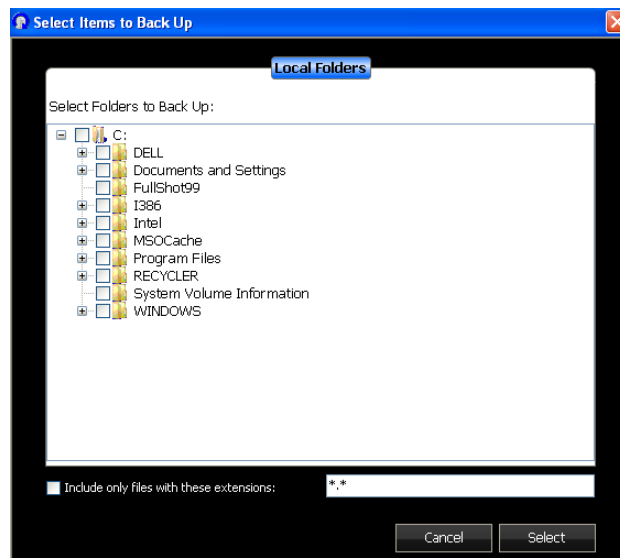 Select Items to Back Up
Local Folders
Select Folders to Back Up:
C:
DELL
Documents and Settings
FullShot99
I386
Intel
MSOCache
Program Files
RECYCLER
System Volume Information
WINDOWS
Include only files with these extensions: *.*
Cancel Select